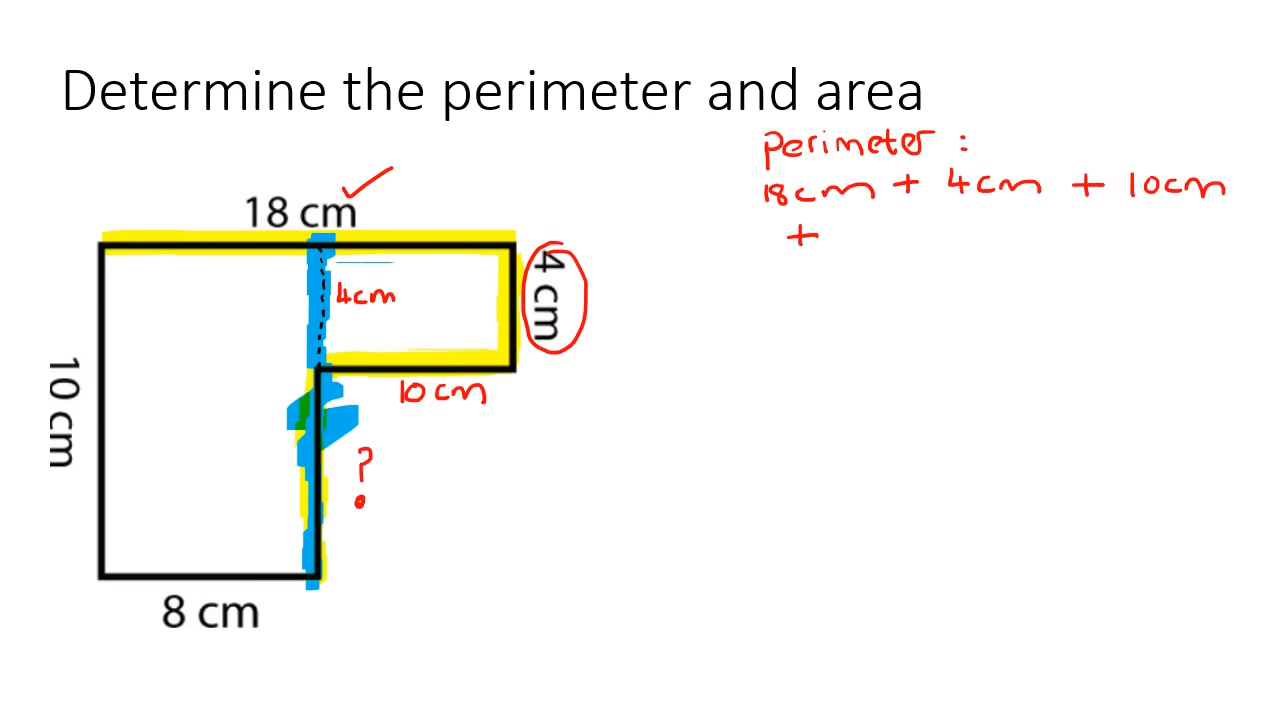 Determine the perimeter and area
perimeter :
18cm + 4cm + 10cm
+
18 cm
4 cm
4cm
10 cm
10cm
?
8 cm